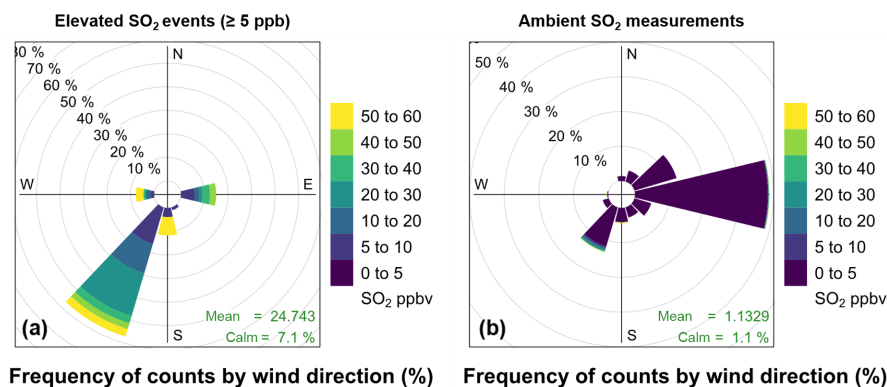 Elevated SO2 events (≥ 5 ppb)
N
80 %
70 %
60 %
50 %
40 %
30 %
20 %
10 %
W
E
S
(a)
Mean = 24.743
Calm = 7.1 %
50 to 60
40 to 50
30 to 40
20 to 30
10 to 20
5 to 10
0 to 5
SO2 ppbv
Frequency of counts by wind direction (%)
Ambient SO2 measurements
N
50 %
40 %
30 %
20 %
10 %
W
S
(b)
Mean = 1.1329
Calm = 1.1 %
50 to 60
40 to 50
30 to 40
20 to 30
10 to 20
5 to 10
0 to 5
SO2 ppbv
Frequency of counts by wind direction (%)